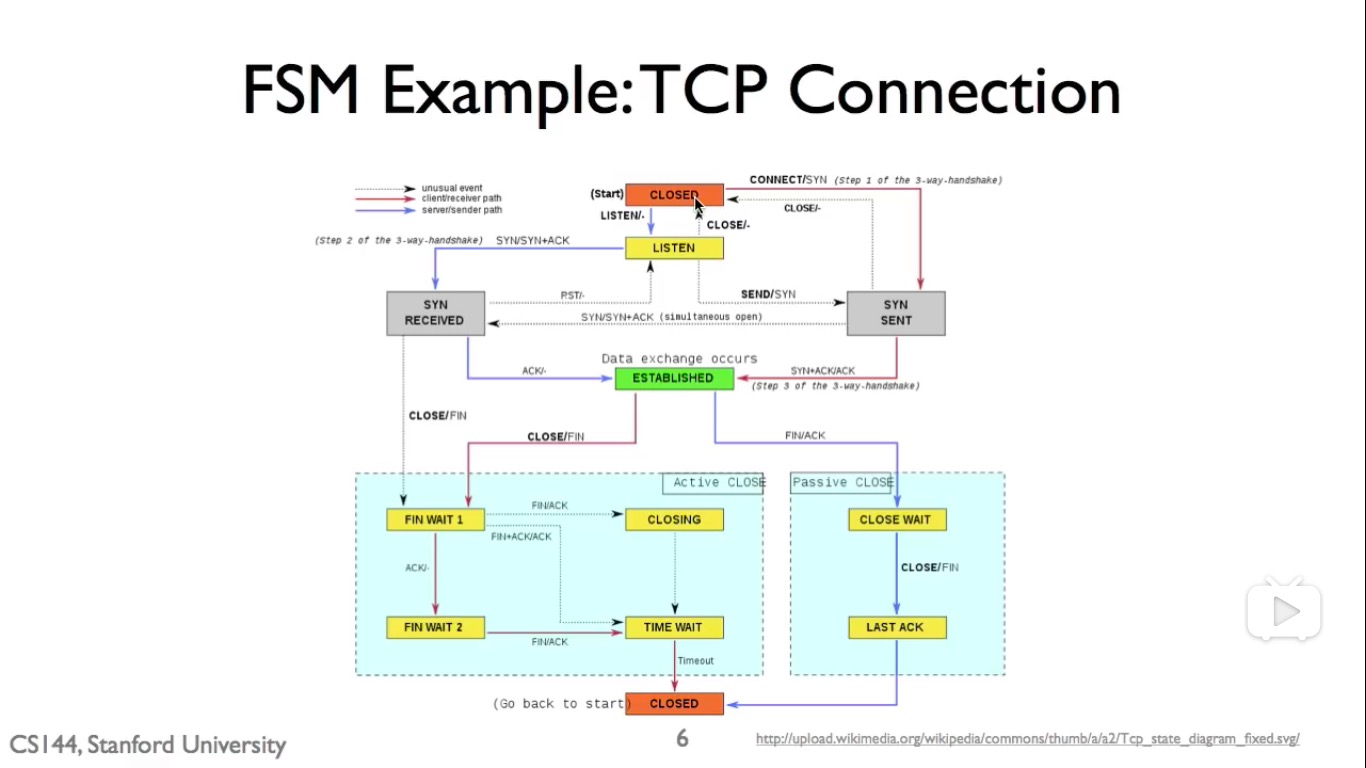 FSM Example: TCP Connection
unusual event
client/receiver path
server/sender path
(Start)
CLOSED
CONNECT/SYN (Step 1 of the 3-way-handshake)
CLOSE/-
LISTEN/-
CLOSE/-
(Step 2 of the 3-way-handshake) SYN/SYN+ACK
LISTEN
SYN
RECEIVED
RST/-
SEND/SYN
SYN
SENT
SYN/SYN+ACK (simultaneous open)
Data exchange occurs
ACK/-
ESTABLISHED
SYN+ACK/ACK
(Step 3 of the 3-way-handshake)
CLOSE/FIN
CLOSE/FIN
FIN/ACK
Active CLOSE
Passive CLOSE
FIN WAIT 1
FIN/ACK
CLOSING
CLOSE WAIT
FIN+ACK/ACK
ACK/-
CLOSE/FIN
FIN WAIT 2
FIN/ACK
TIME WAIT
LAST ACK
Timeout
(Go back to start)
CLOSED
CS144, Stanford University
6
http://upload.wikimedia.org/wikipedia/commons/thumb/a/a2/Tcp_state_diagram_fixed.svg/